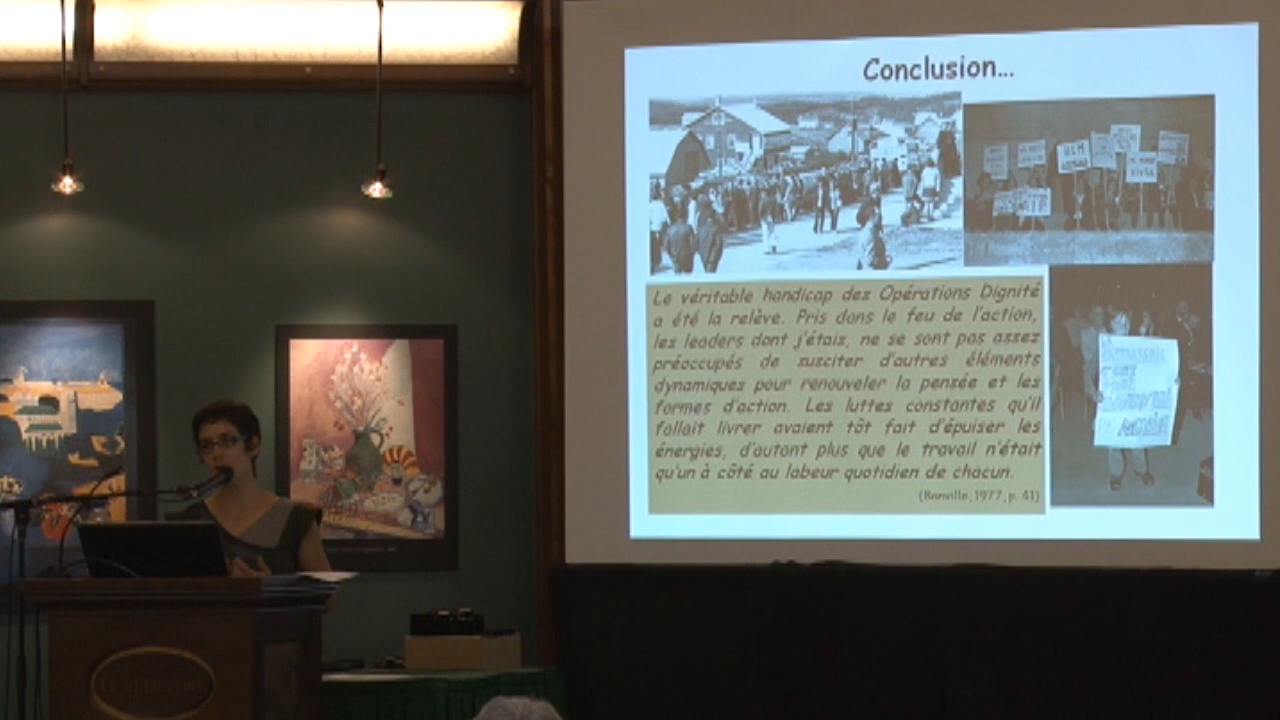 Conclusion...
H.L.M.
Le véritable handicap des Opérations Dignité
a été la relève. Pris dans le feu de l'action,
les leaders dont j'étais, ne se sont pas assez
préoccupés de susciter d'autres éléments
dynamiques pour renouveler la pensée et les
formes d'action. Les luttes constantes qu'il
fallait livrer avaient tôt fait d'épuiser les
énergies, d'autant plus que le travail n'était
qu'un à côté au labeur quotidien de chacun.
(Banville, 1977, p. 41)